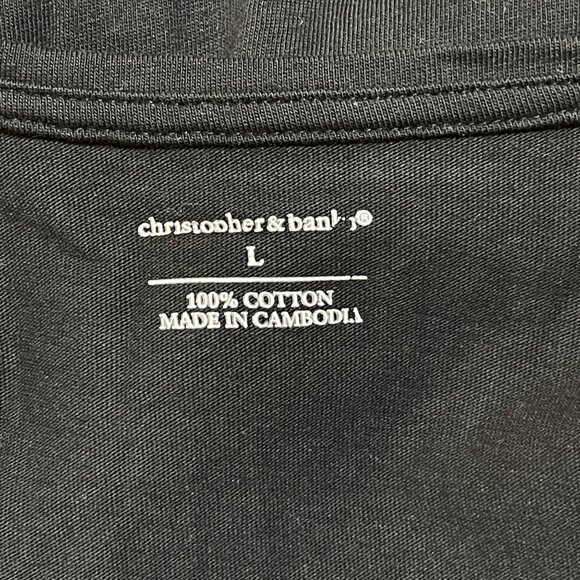 christopher & banks®
L
100% COTTON
MADE IN CAMBODIA